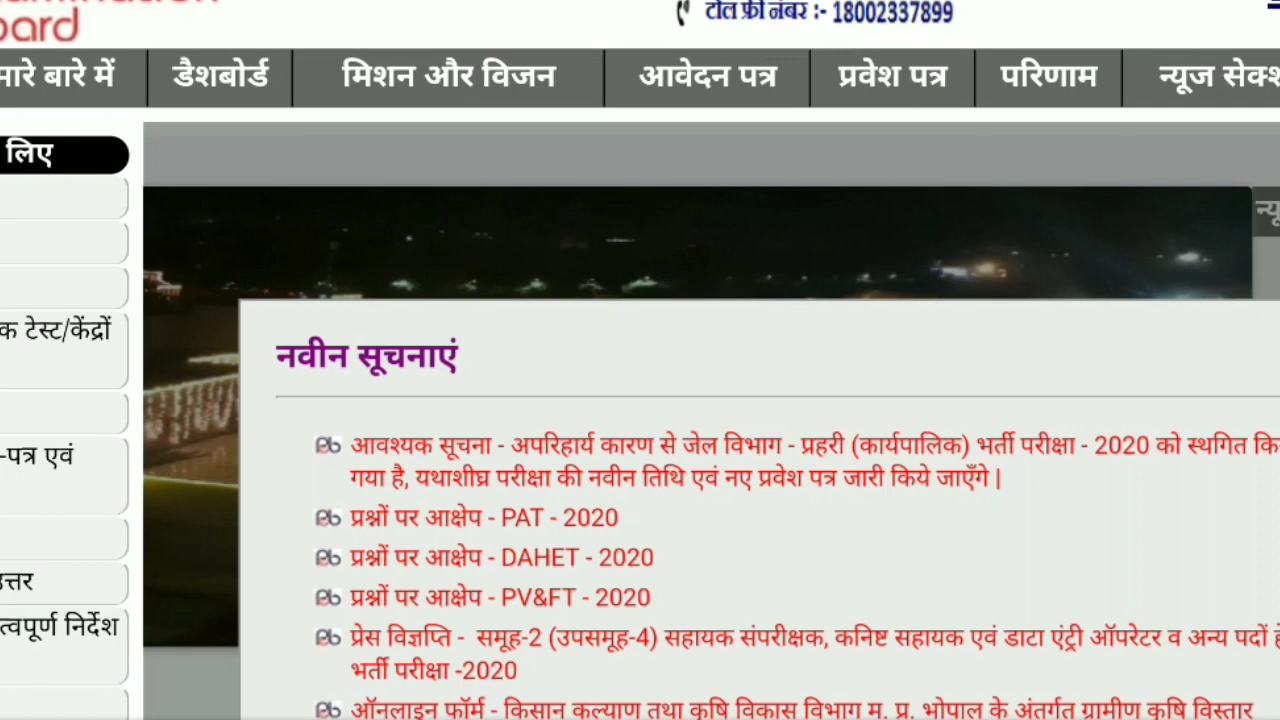 oard
टोल फ्री नंबर :- 18002337899
मारे बारे में डैशबोर्ड मिशन और विजन आवेदन पत्र प्रवेश पत्र परिणाम न्यूज सेक्श
लिए
न्यू
क टेस्ट/केंद्रों
नवीन सूचनाएं
आवश्यक सूचना - अपरिहार्य कारण से जेल विभाग - प्रहरी (कार्यपालिक) भर्ती परीक्षा - 2020 को स्थगित कि
-पत्र एवं
गया है, यथाशीघ्र परीक्षा की नवीन तिथि एवं नए प्रवेश पत्र जारी किये जाएँगे |
प्रश्नों पर आक्षेप - PAT - 2020
प्रश्नों पर आक्षेप - DAHET - 2020
त्तर
प्रश्नों पर आक्षेप - PV&FT - 2020
त्वपूर्ण निर्देश
प्रेस विज्ञप्ति - समूह-2 (उपसमूह-4) सहायक संपरीक्षक, कनिष्ट सहायक एवं डाटा एंट्री ऑपरेटर व अन्य पदों हे
भर्ती परीक्षा -2020
ऑनलाइन फॉर्म - किसान कल्याण तथा कृषि विकास विभाग म. प्र. भोपाल के अंतर्गत ग्रामीण कृषि विस्तार